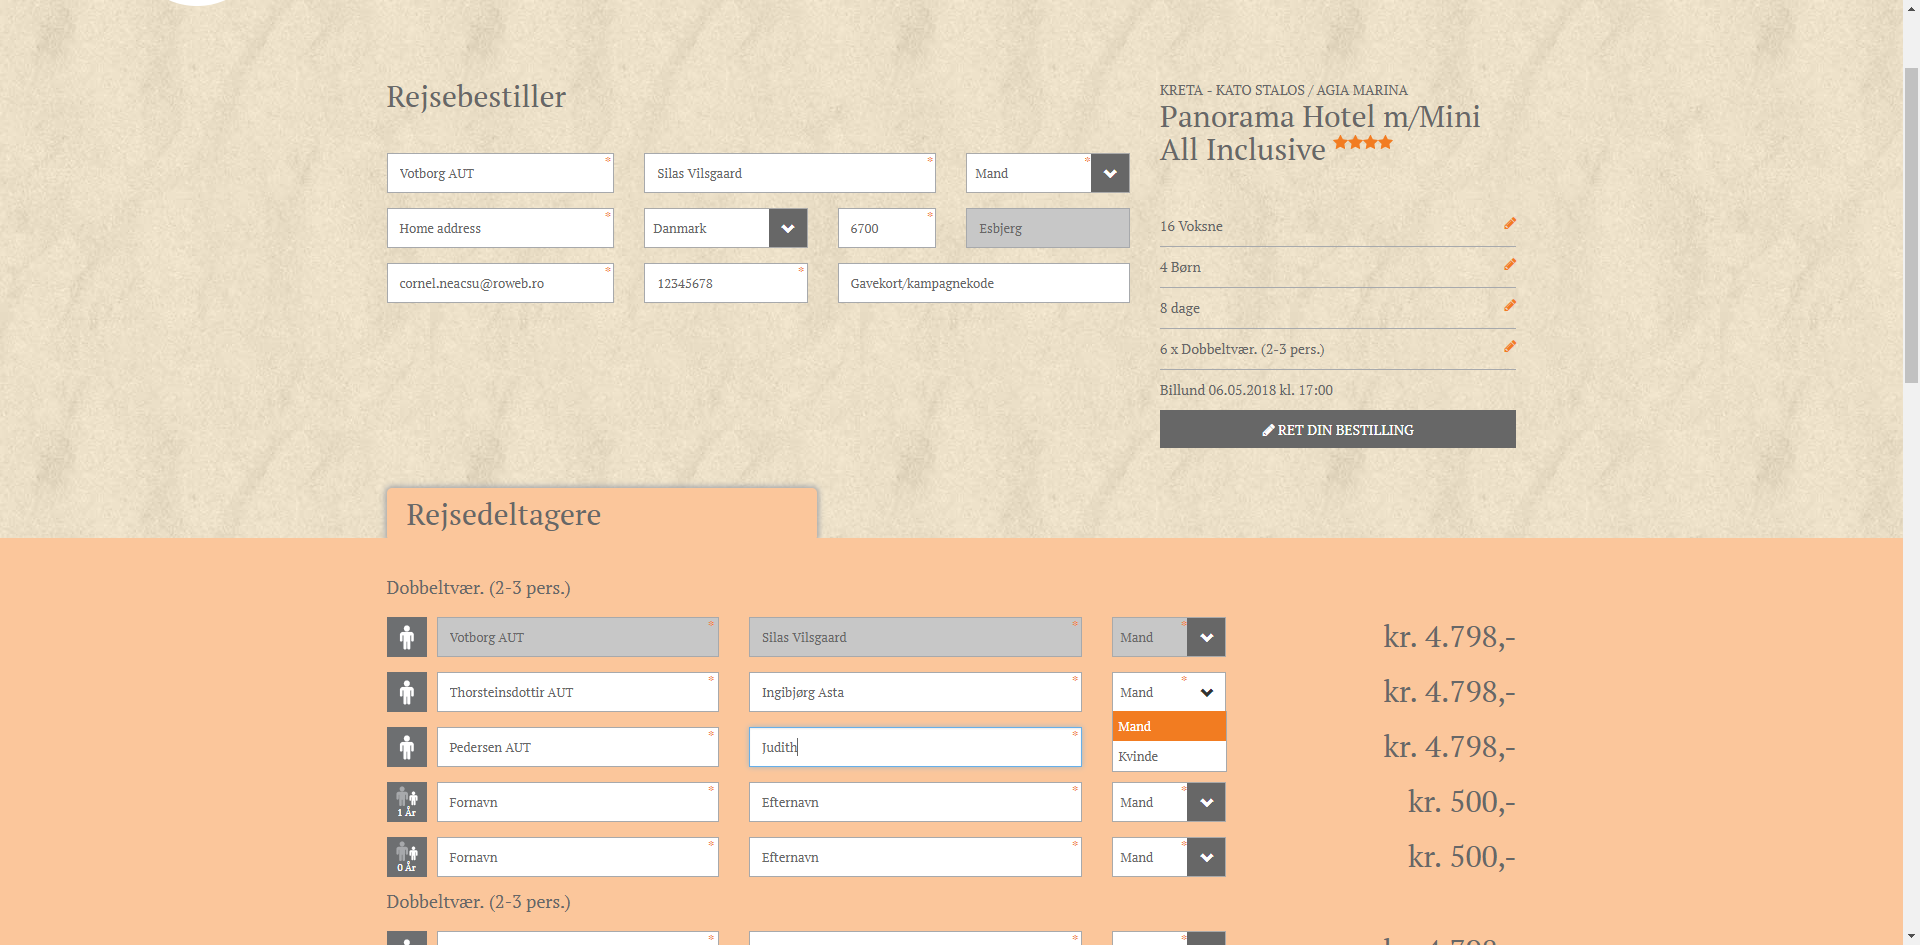 Rejsebestiller
Votborg AUT * Silas Vilsgaard * Mand *
Home address * Danmark 6700 * Esbjerg
cornel.neacsu@roweb.ro * 12345678 * Gavekort/kampagnekode
KRETA - KATO STALOS / AGIA MARINA
Panorama Hotel m/Mini
All Inclusive
16 Voksne
4 Børn
8 dage
6 x Dobbeltvær. (2-3 pers.)
Billund 06.05.2018 kl. 17:00
RET DIN BESTILLING
Rejsedeltagere
Dobbeltvær. (2-3 pers.)
Votborg AUT * Silas Vilsgaard * Mand * kr. 4.798,-
Thorsteinsdottir AUT * Ingibjørg Asta * Mand * kr. 4.798,-
Mand
Pedersen AUT * Judith * kr. 4.798,-
Kvinde
1 År Fornavn * Efternavn * Mand * kr. 500,-
0 År Fornavn * Efternavn * Mand * kr. 500,-
Dobbeltvær. (2-3 pers.)